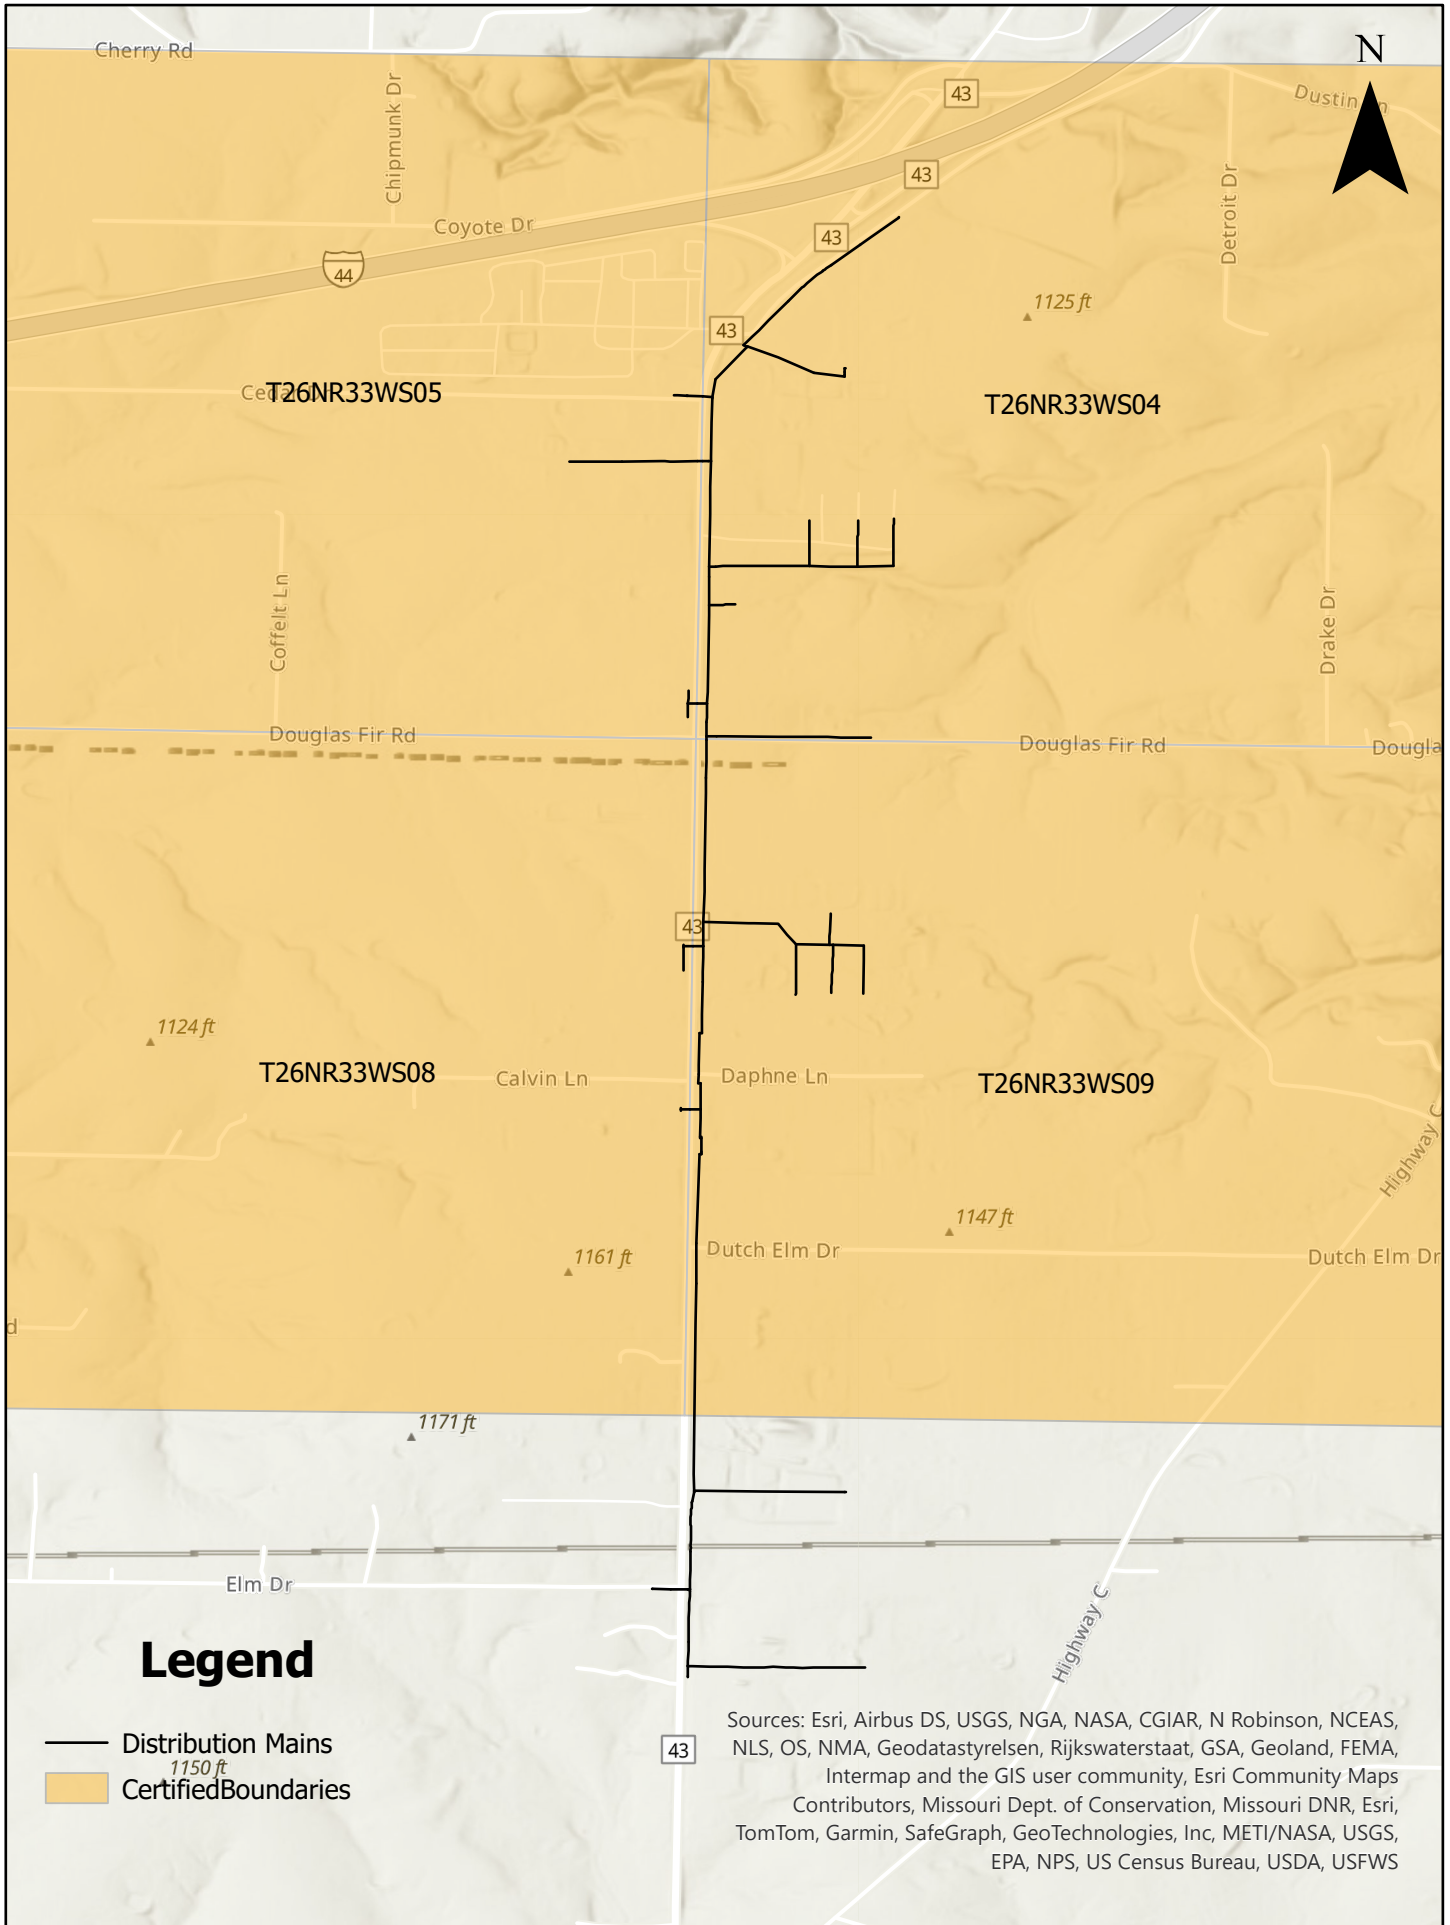 Cherry Rd
N
Chipmunk Dr
43
Dustin
43
Detroit Dr
Coyote Dr
43
44
1125 ft
43
Cedar D
T26NR33WS05
T26NR33WS04
Coffelt Ln
Drake Dr
Douglas Fir Rd
Douglas Fir Rd
Dougla
43
1124 ft
T26NR33WS08
Calvin Ln
Daphne Ln
T26NR33WS09
Highway C
1147 ft
1161 ft
Dutch Elm Dr
Dutch Elm Dr
d
1171 ft
Elm Dr
Highway C
Legend
Distribution Mains
1150 ft
CertifiedBoundaries
43
Sources: Esri, Airbus DS, USGS, NGA, NASA, CGIAR, N Robinson, NCEAS,
NLS, OS, NMA, Geodatastyrelsen, Rijkswaterstaat, GSA, Geoland, FEMA,
Intermap and the GIS user community, Esri Community Maps
Contributors, Missouri Dept. of Conservation, Missouri DNR, Esri,
TomTom, Garmin, SafeGraph, GeoTechnologies, Inc, METI/NASA, USGS,
EPA, NPS, US Census Bureau, USDA, USFWS